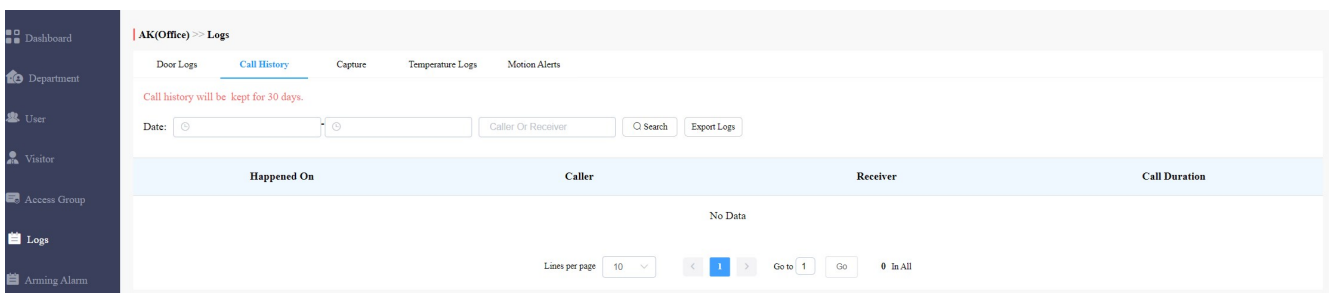 Dashboard
Department
User
Visitor
Access Group
Logs
Arming Alarm
AK(Office) >> Logs
Door Logs Call History Capture Temperature Logs Motion Alerts
Call history will be kept for 30 days.
Date: - Caller Or Receiver Search Export Logs
Happened On Caller Receiver Call Duration
No Data
Lines per page 10 < 1 > Go to 1 Go 0 In All